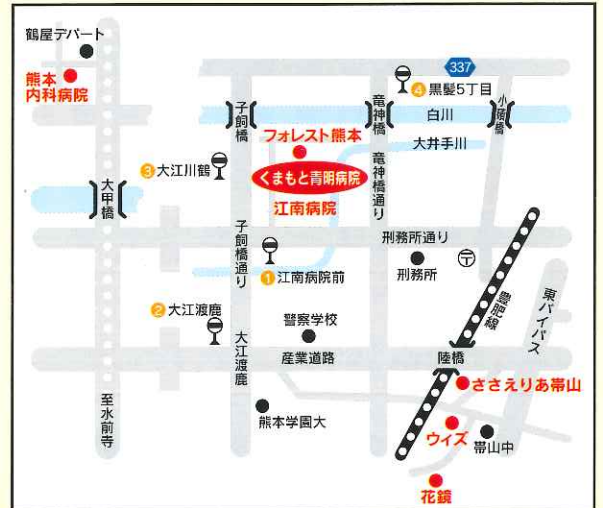 鶴屋デパート
熊本
内科病院
337
④黒髪5丁目
子飼橋
竜神橋
白川
小磧橋
大井手川
フォレスト熊本
③大江川鶴
くまもと青明病院
竜神橋通り
大甲橋
江南病院
子飼橋通り
刑務所通り
①江南病院前
刑務所
〒
豊肥線
東バイパス
②大江渡鹿
警察学校
大江渡鹿
産業道路
陸橋
ささえりあ帯山
至水前寺
熊本学園大
ウィズ
帯山中
花鏡